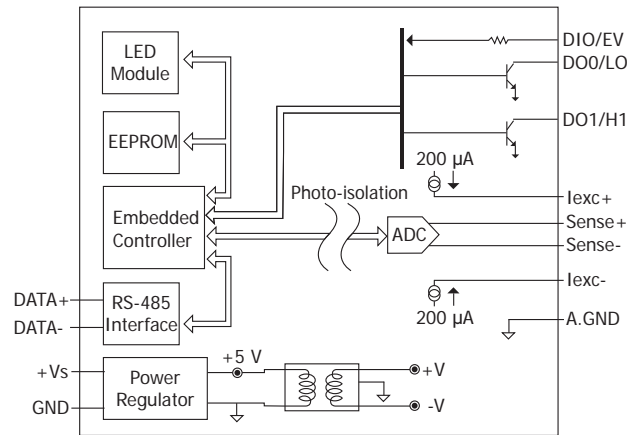 LED
Module
EEPROM
Embedded
Controller
RS-485
Interface
DATA+
DATA-
+Vs
GND
Power
Regulator
+5 V
+V
-V
Photo-isolation
ADC
200 µA
200 µA
DIO/EV
DO0/LO
DO1/H1
Iexc+
Sense+
Sense-
Iexc-
A.GND